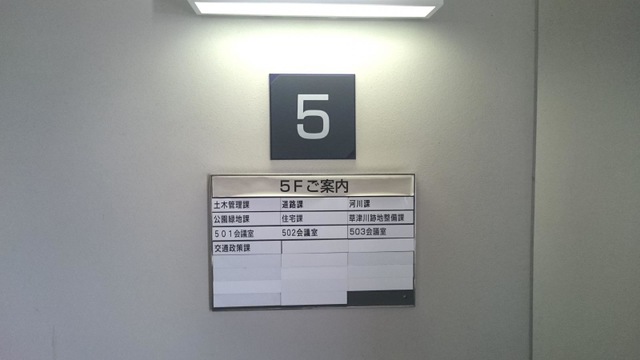 5
5Fご案内
土木管理課 道路課 河川課
公園緑地課 住宅課 草津川跡地整備課
501会議室 502会議室 503会議室
交通政策課